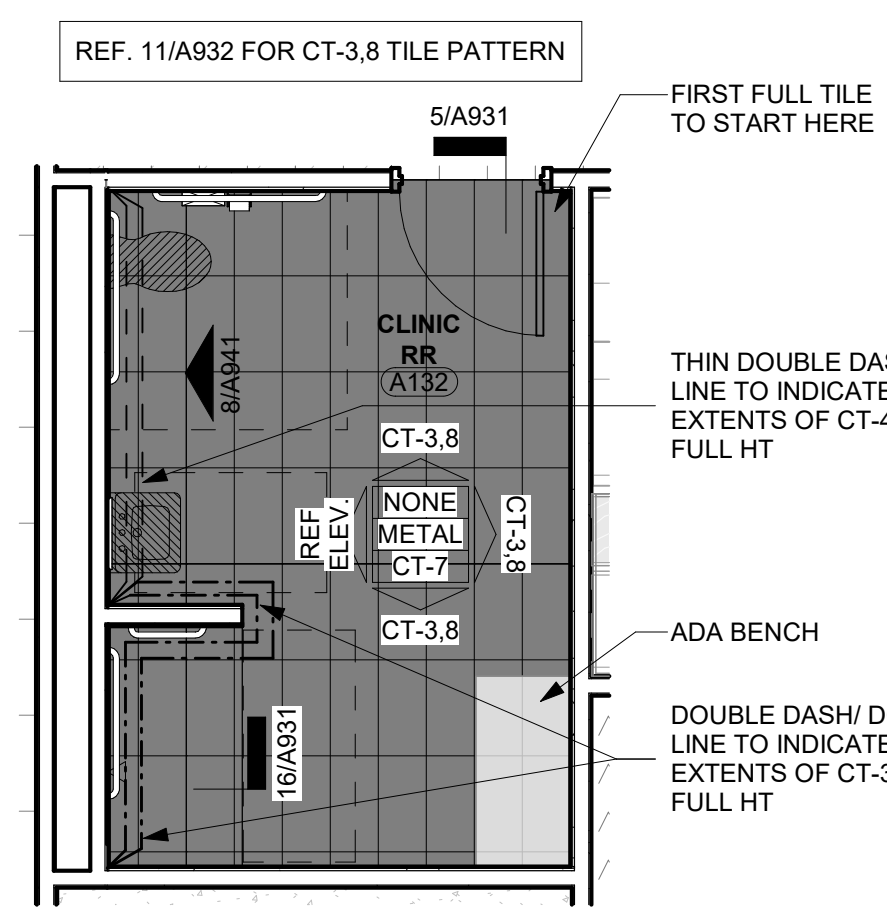 REF. 11/A932 FOR CT-3,8 TILE PATTERN
5/A931
FIRST FULL TILE
TO START HERE
CLINIC
RR
A132
8/A941
THIN DOUBLE DAS
LINE TO INDICATE
EXTENTS OF CT-4
FULL HT
CT-3,8
REF
ELEV.
NONE
METAL
CT-7
CT-3,8
CT-3,8
ADA BENCH
16/A931
DOUBLE DASH/ D
LINE TO INDICATE
EXTENTS OF CT-3
FULL HT